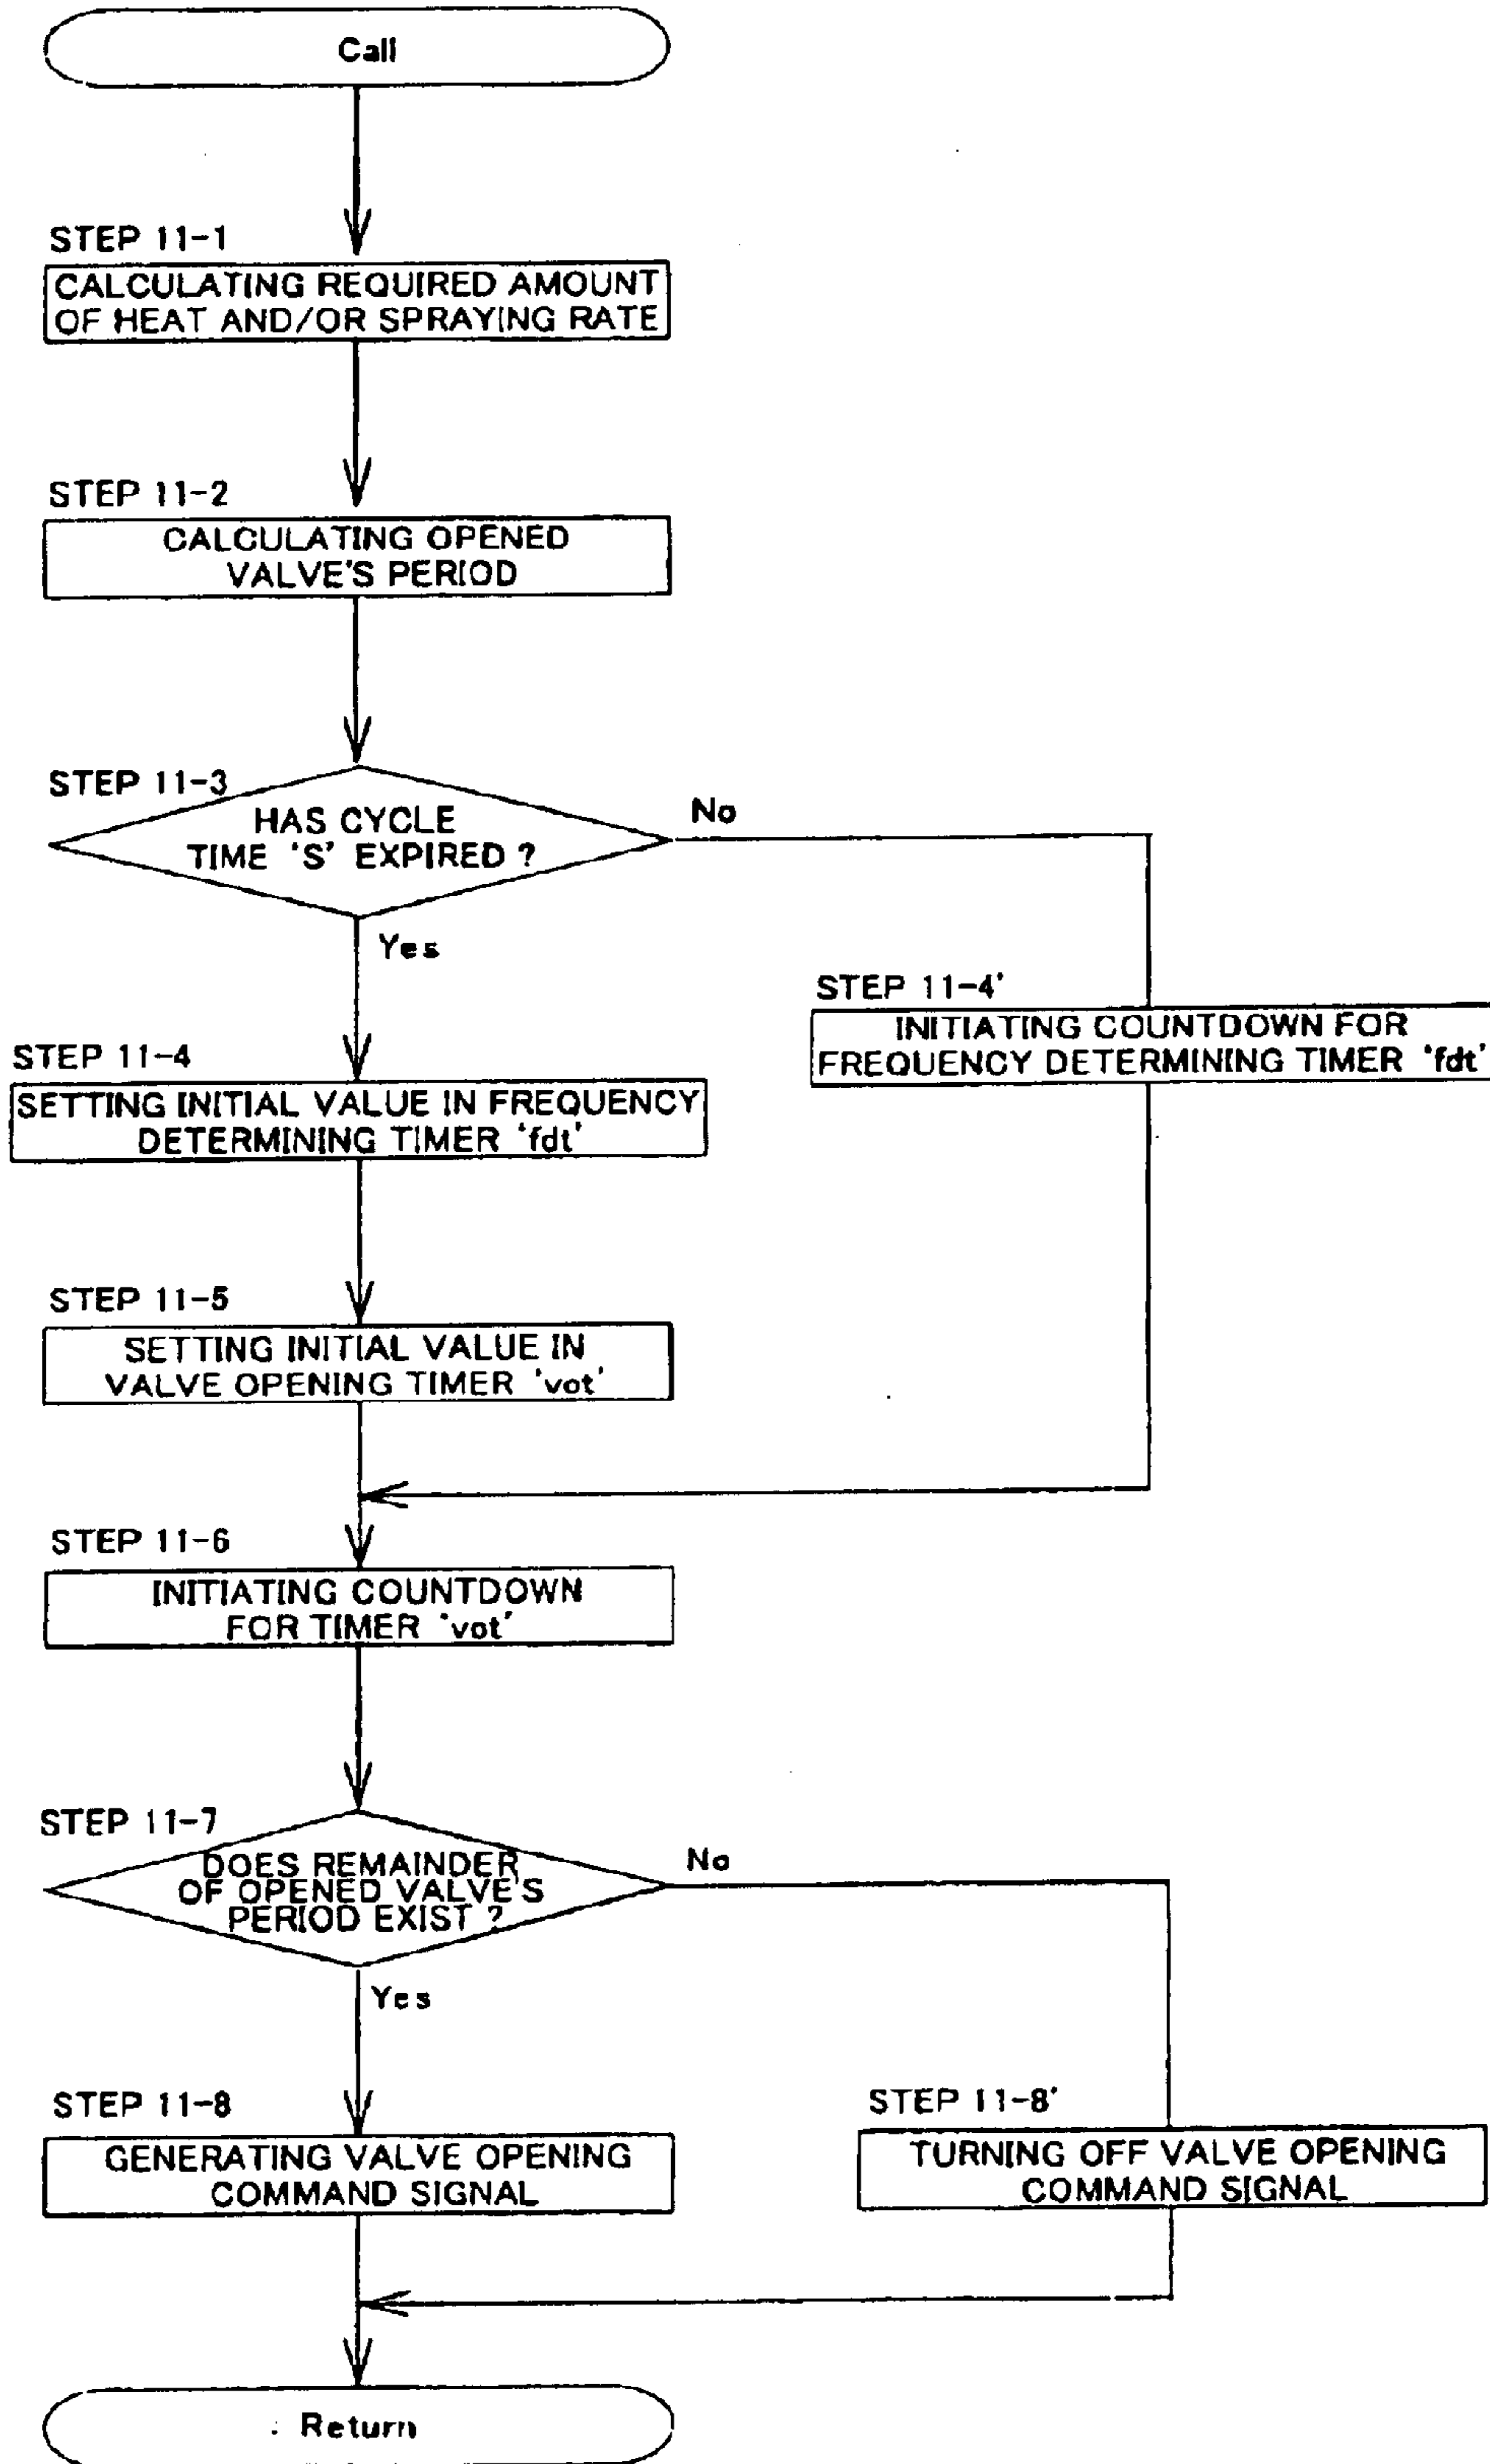 Call
STEP 11-1
CALCULATING REQUIRED AMOUNT
OF HEAT AND/OR SPRAYING RATE
STEP 11-2
CALCULATING OPENED
VALVE'S PERIOD
STEP 11-3
HAS CYCLE
TIME 'S' EXPIRED ?
No
Yes
STEP 11-4'
INITIATING COUNTDOWN FOR
FREQUENCY DETERMINING TIMER 'fdt'
STEP 11-4
SETTING INITIAL VALUE IN FREQUENCY
DETERMINING TIMER 'fdt'
STEP 11-5
SETTING INITIAL VALUE IN
VALVE OPENING TIMER 'vot'
STEP 11-6
INITIATING COUNTDOWN
FOR TIMER 'vot'
STEP 11-7
DOES REMAINDER
OF OPENED VALVE'S
PERIOD EXIST ?
No
Yes
STEP 11-8
GENERATING VALVE OPENING
COMMAND SIGNAL
STEP 11-8'
TURNING OFF VALVE OPENING
COMMAND SIGNAL
Return